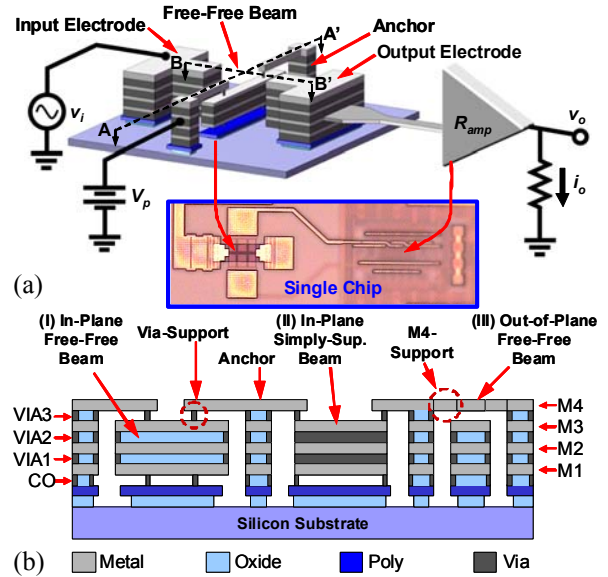 Free-Free Beam
Input Electrode
Anchor
Output Electrode
A'
B
B'
A
v_i
V_p
R_amp
v_o
i_o
Single Chip
(a)
(I) In-Plane
Free-Free
Beam
Via-Support
Anchor
(II) In-Plane
Simply-Sup.
Beam
M4-
Support
(III) Out-of-Plane
Free-Free
Beam
VIA3
VIA2
VIA1
CO
M4
M3
M2
M1
Silicon Substrate
(b)
Metal
Oxide
Poly
Via